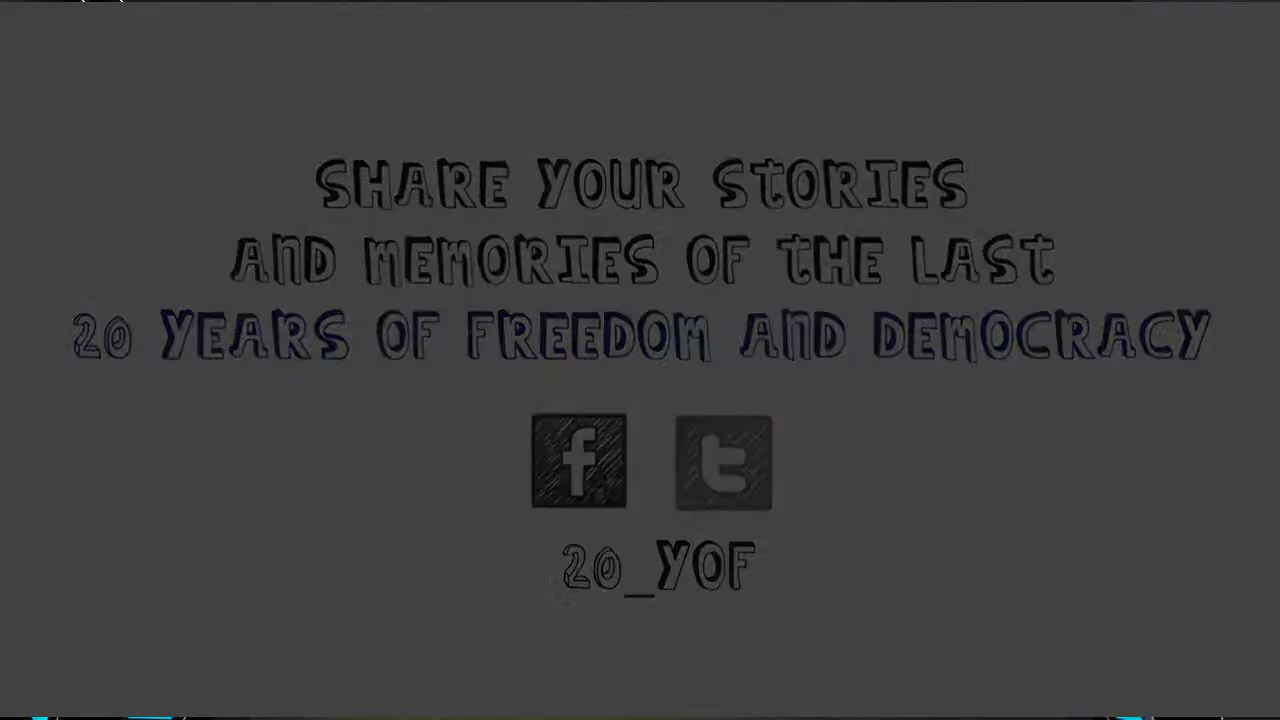 SHARE YOUR STORIES
AND MEMORIES OF THE LAST
20 YEARS OF FREEDOM AND DEMOCRACY
f t
20_YOF